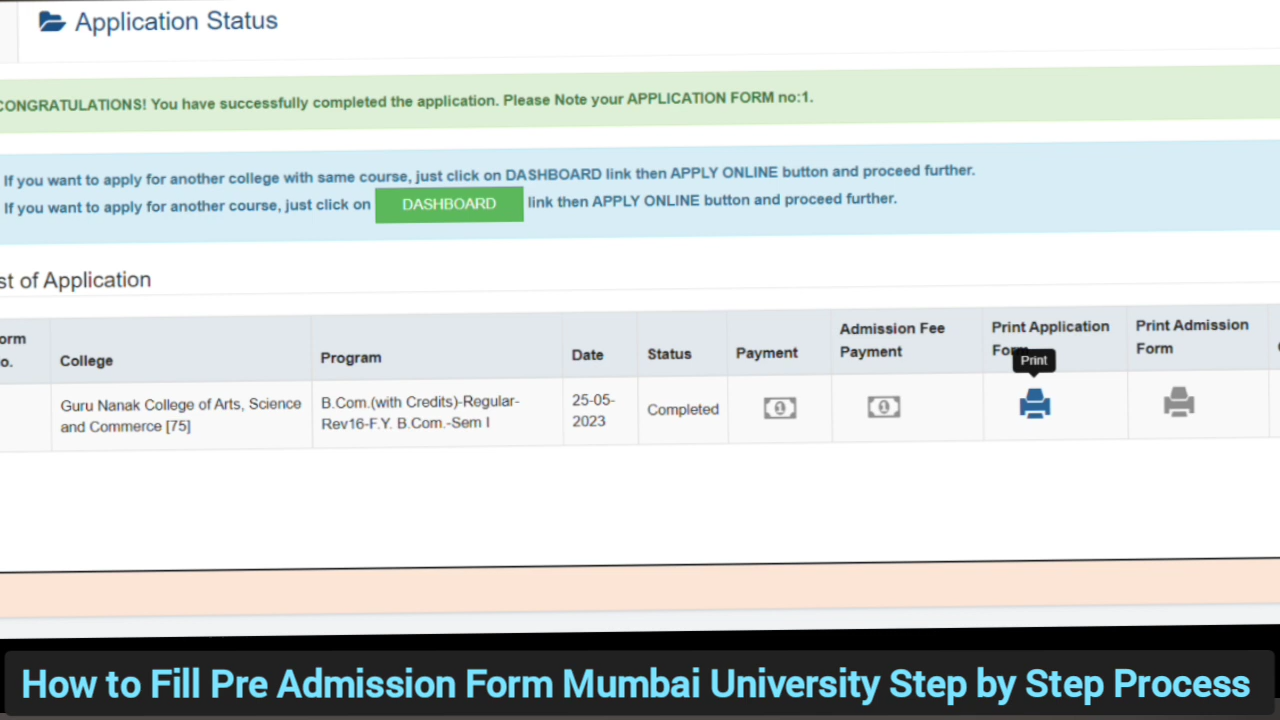 Application Status
CONGRATULATIONS! You have successfully completed the application. Please Note your APPLICATION FORM no:1.
If you want to apply for another college with same course, just click on DASHBOARD link then APPLY ONLINE button and proceed further.
If you want to apply for another course, just click on DASHBOARD link then APPLY ONLINE button and proceed further.
st of Application
orm
o.
College
Program
Date
Status
Payment
Admission Fee
Payment
Print Application
Print Admission
Form
Print
Guru Nanak College of Arts, Science
and Commerce [75]
B.Com.(with Credits)-Regular-
Rev16-F.Y. B.Com.-Sem I
25-05-
2023
Completed
How to Fill Pre Admission Form Mumbai University Step by Step Process